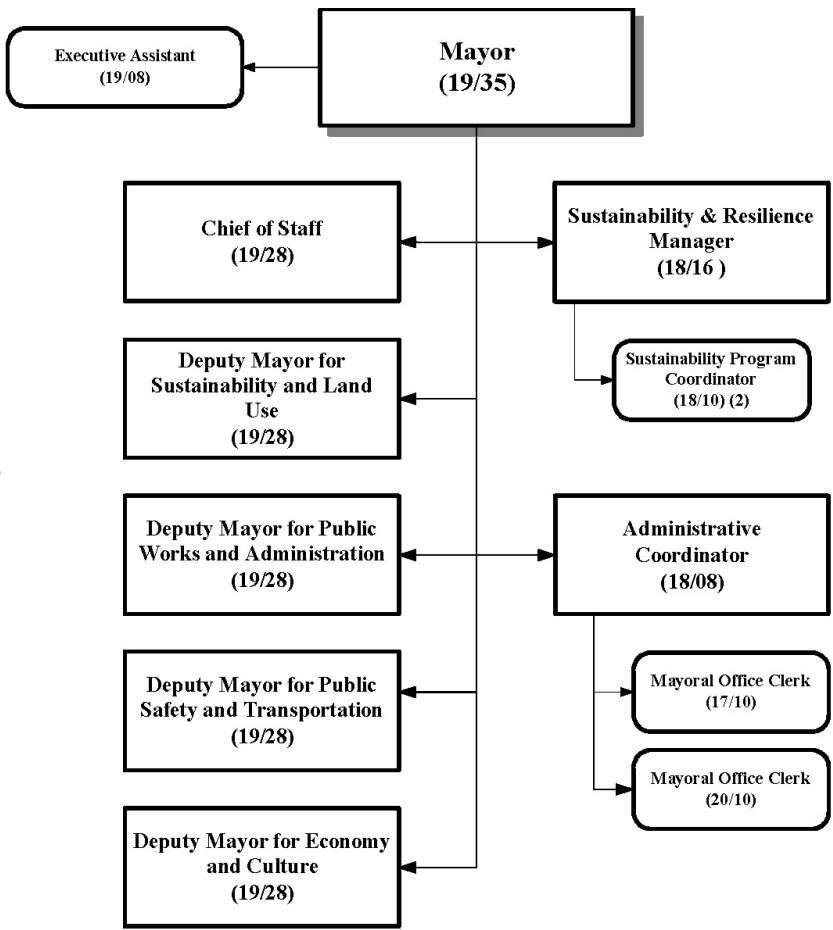 Executive Assistant
(19/08)
Mayor
(19/35)
Chief of Staff
(19/28)
Sustainability & Resilience
Manager
(18/16 )
Deputy Mayor for
Sustainability and Land
Use
(19/28)
Sustainability Program
Coordinator
(18/10) (2)
Deputy Mayor for Public
Works and Administration
(19/28)
Administrative
Coordinator
(18/08)
Deputy Mayor for Public
Safety and Transportation
(19/28)
Mayoral Office Clerk
(17/10)
Mayoral Office Clerk
(20/10)
Deputy Mayor for Economy
and Culture
(19/28)